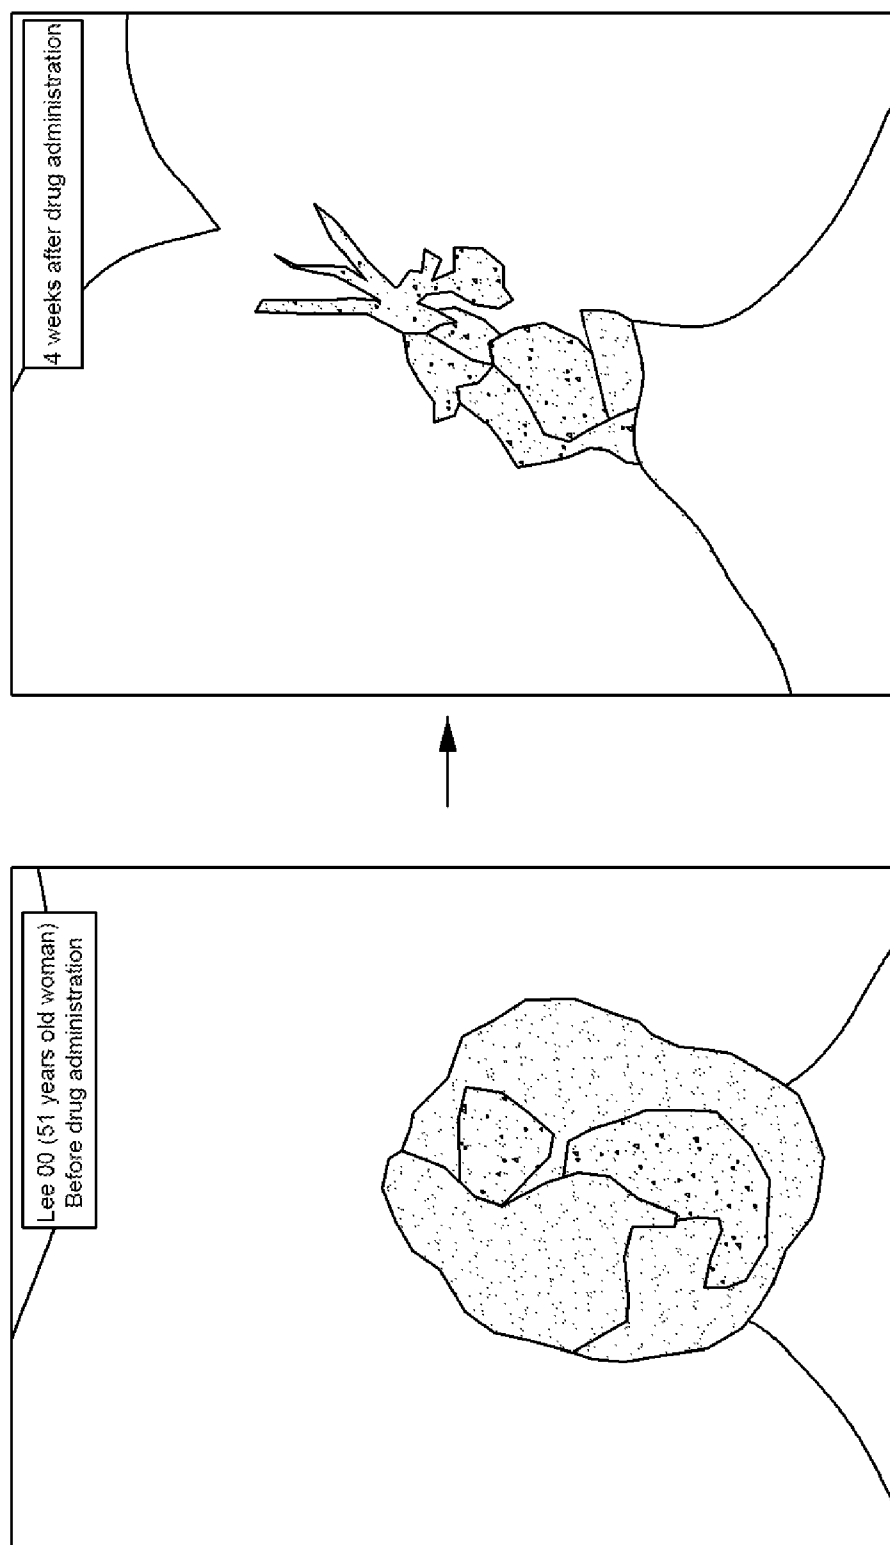 Lee 00 (51 years old woman)
Before drug administration
4 weeks after drug administration